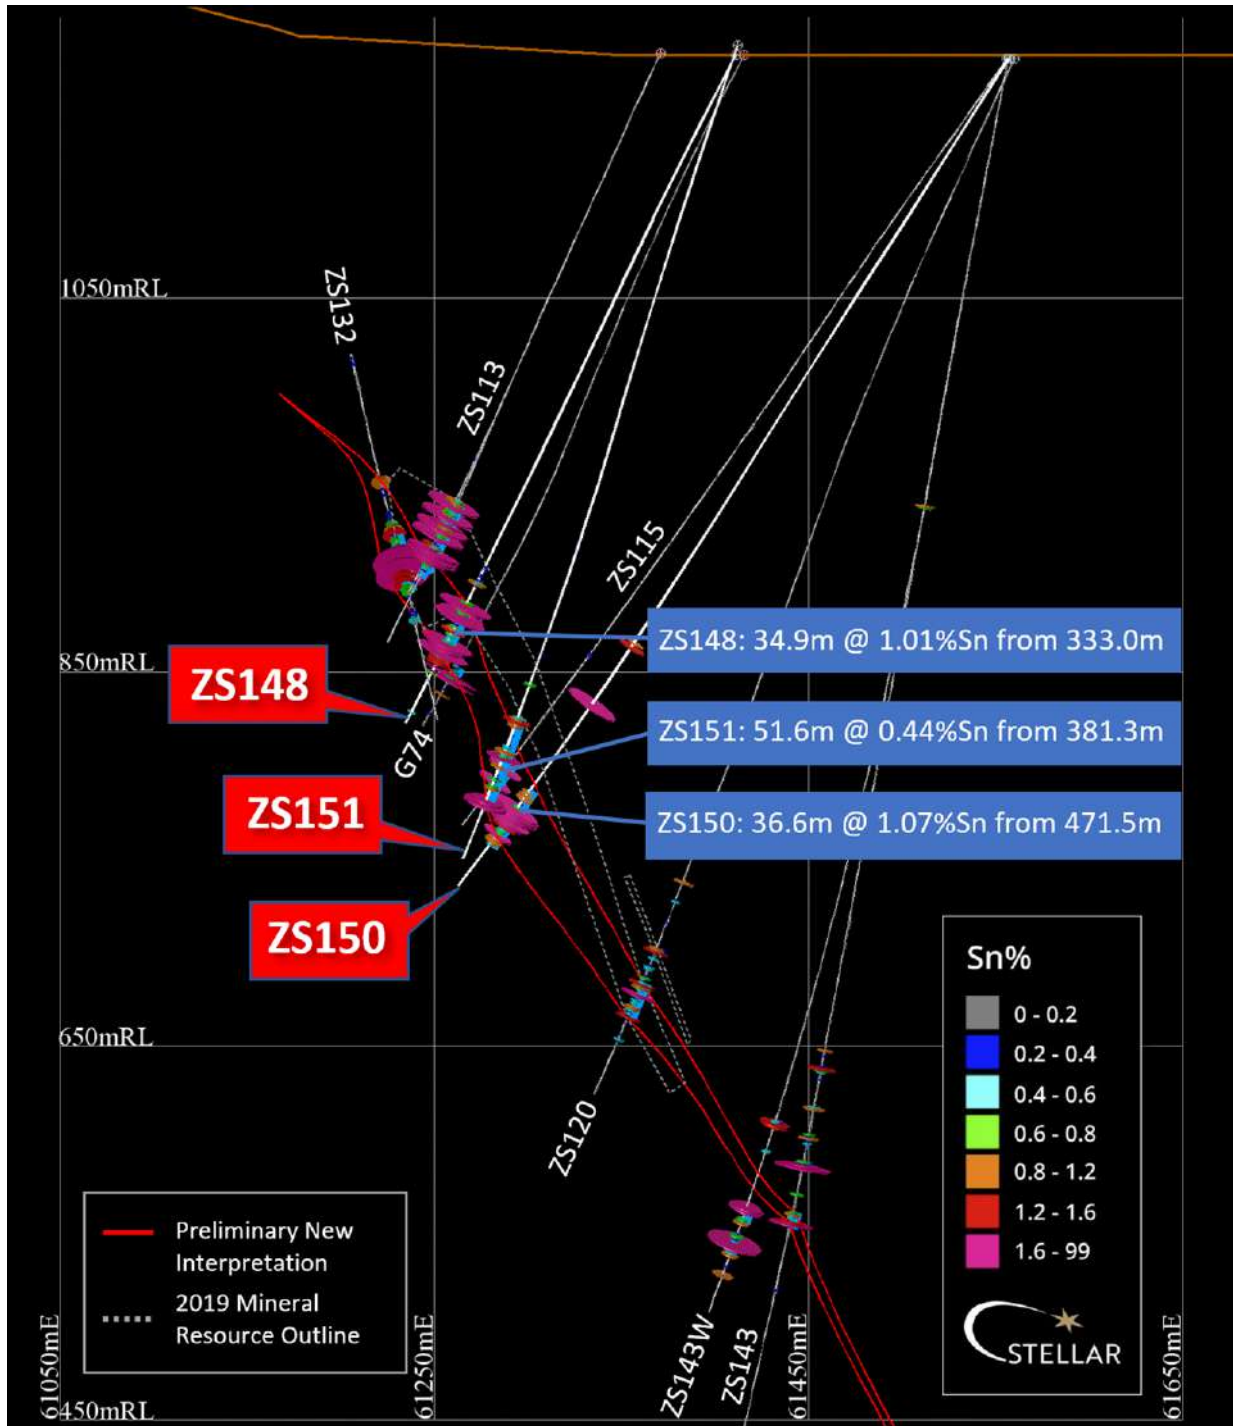 1050mRL
ZS132
ZS113
ZS115
ZS148: 34.9m @ 1.01%Sn from 333.0m
850mRL
ZS148
G74
ZS151: 51.6m @ 0.44%Sn from 381.3m
ZS151
ZS150: 36.6m @ 1.07%Sn from 471.5m
ZS150
Sn%
0 - 0.2
0.2 - 0.4
0.4 - 0.6
0.6 - 0.8
0.8 - 1.2
1.2 - 1.6
1.6 - 99
650mRL
ZS120
Preliminary New
Interpretation
2019 Mineral
Resource Outline
ZS143W
ZS143
STELLAR
61050mE
61250mE
61450mE
61650mE
450mRL